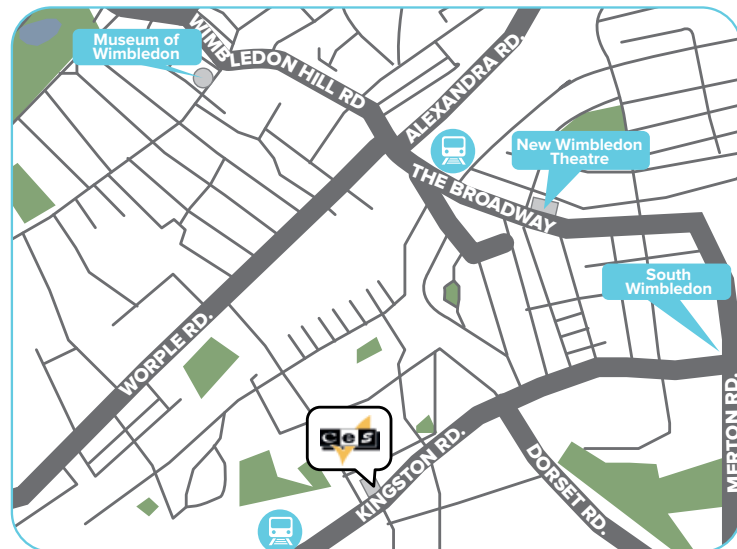 WIMBLEDON HILL RD
Museum of
Wimbledon
ALEXANDRA RD.
New Wimbledon
Theatre
THE BROADWAY
South
Wimbledon
WORPLE RD.
ces
KINGSTON RD.
DORSET RD.
MERTON RD.